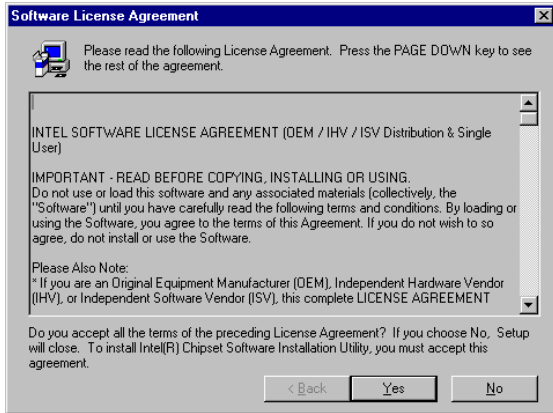 Software License Agreement
Please read the following License Agreement. Press the PAGE DOWN key to see
the rest of the agreement.
INTEL SOFTWARE LICENSE AGREEMENT (OEM / IHV / ISV Distribution & Single
User)
IMPORTANT - READ BEFORE COPYING, INSTALLING OR USING.
Do not use or load this software and any associated materials (collectively, the
"Software") until you have carefully read the following terms and conditions. By loading or
using the Software, you agree to the terms of this Agreement. If you do not wish to so
agree, do not install or use the Software.
Please Also Note:
* If you are an Original Equipment Manufacturer (OEM), Independent Hardware Vendor
(IHV), or Independent Software Vendor (ISV), this complete LICENSE AGREEMENT
Do you accept all the terms of the preceding License Agreement? If you choose No, Setup
will close. To install Intel(R) Chipset Software Installation Utility, you must accept this
agreement.
< Back Yes No